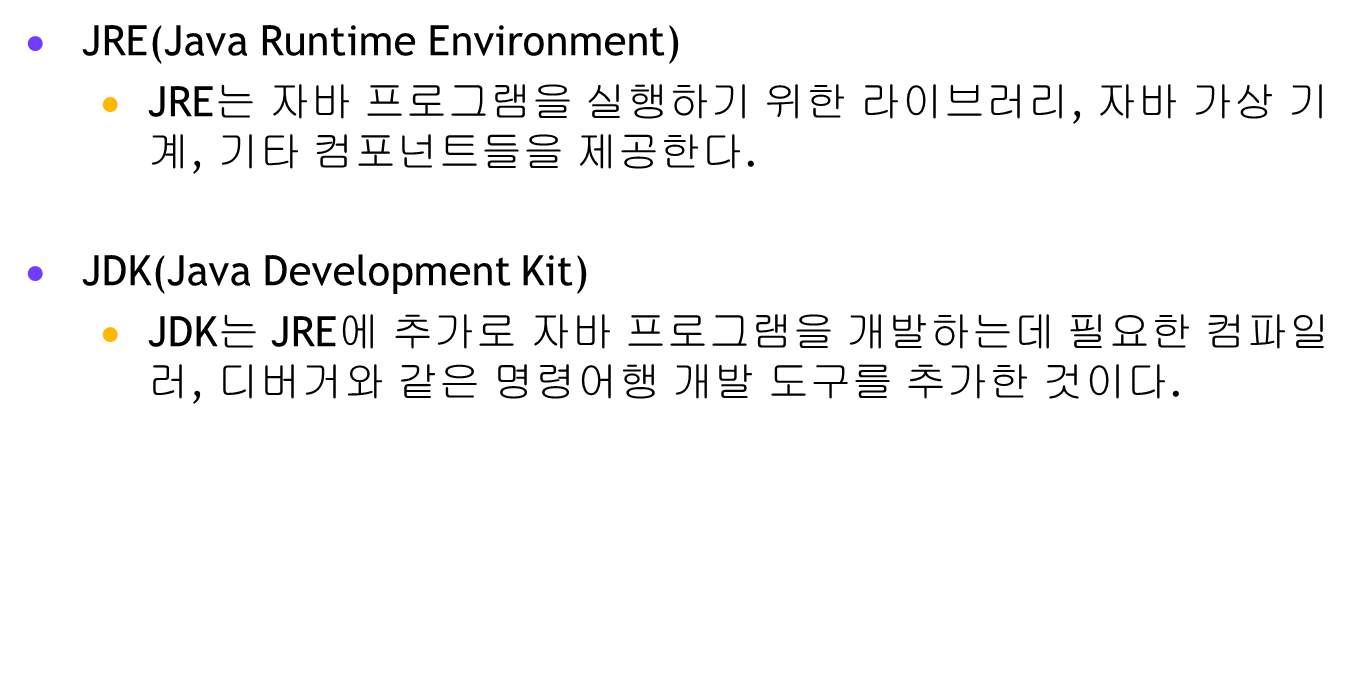 JRE(Java Runtime Environment)
JRE는 자바 프로그램을 실행하기 위한 라이브러리, 자바 가상 기
계, 기타 컴포넌트들을 제공한다.
JDK(Java Development Kit)
JDK는 JRE에 추가로 자바 프로그램을 개발하는데 필요한 컴파일
러, 디버거와 같은 명령어행 개발 도구를 추가한 것이다.